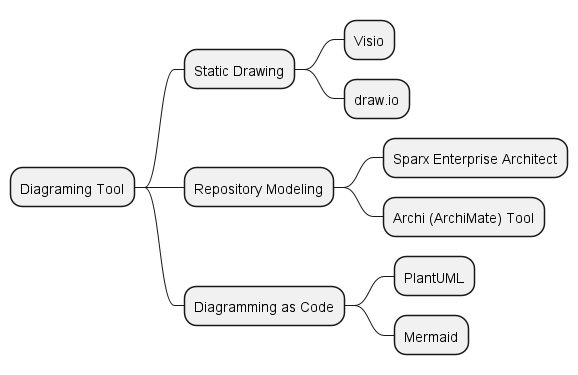 Diagraming Tool
Static Drawing
Visio
draw.io
Repository Modeling
Sparx Enterprise Architect
Archi (ArchiMate) Tool
Diagramming as Code
PlantUML
Mermaid